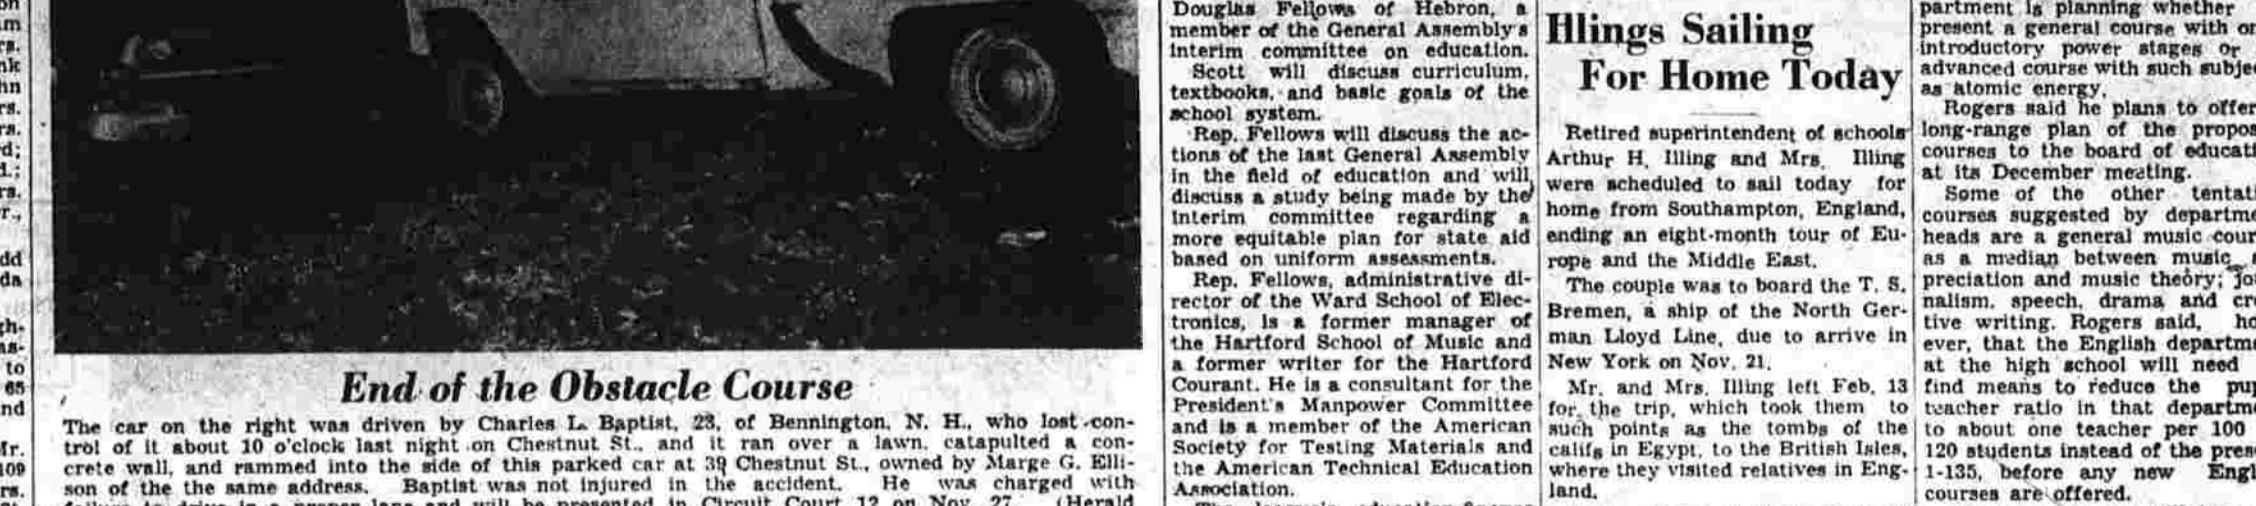 End of the Obstacle Course
The car on the right was driven by Charles L. Baptist, 23, of Bennington, N. H., who lost con-
trol of it about 10 o'clock last night on Chestnut St., and it ran over a lawn, catapulted a con-
crete wall, and rammed into the side of this parked car at 39 Chestnut St., owned by Marge G. Elli-
son of the the same address. Baptist was not injured in the accident. He was charged with
failure to drive in a proper lane and will be presented in Circuit Court 12 on Nov. 27. (Herald
Douglas Fellows of Hebron, a
member of the General Assembly's
interim committee on education.
Scott will discuss curriculum,
textbooks, and basic goals of the
school system.
Rep. Fellows will discuss the ac-
tions of the last General Assembly
in the field of education and will
discuss a study being made by the
interim committee regarding a
more equitable plan for state aid
based on uniform assessments.
Rep. Fellows, administrative di-
rector of the Ward School of Elec-
tronics, is a former manager of
the Hartford School of Music and
a former writer for the Hartford
Courant. He is a consultant for the
President's Manpower Committee
and is a member of the American
Society for Testing Materials and
the American Technical Education
Association.
Illings Sailing
For Home Today
Retired superintendent of schools
Arthur H. Illing and Mrs. Illing
were scheduled to sail today for
home from Southampton, England,
ending an eight-month tour of Eu-
rope and the Middle East.
The couple was to board the T. S.
Bremen, a ship of the North Ger-
man Lloyd Line, due to arrive in
New York on Nov. 21.
Mr. and Mrs. Illing left Feb. 13
for the trip, which took them to
such points as the tombs of the
califs in Egypt, to the British Isles,
where they visited relatives in Eng-
land.
partment is planning whether
present a general course with
introductory power stages or
advanced course with such
as atomic energy.
Rogers said he plans to offer
long-range plan of the
courses to the board of
at its December meeting.
Some of the other
courses suggested by
heads are a general music
as a median between music
preciation and music theory;
nalism, speech, drama and
tive writing. Rogers said,
ever, that the English
at the high school will need
find means to reduce the
teacher ratio in that
to about one teacher per 100
120 students instead of the
1-135, before any new
courses are offered.